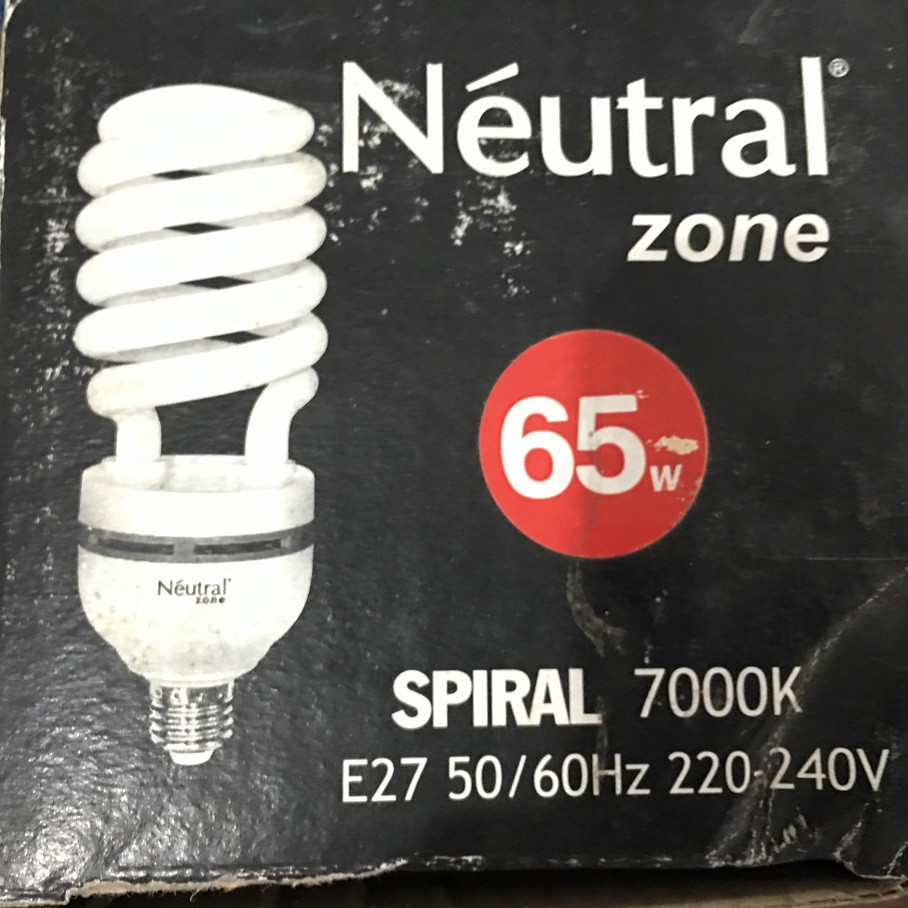 Néutral®
zone
65w
Néutral
zone
SPIRAL 7000K
E27 50/60Hz 220-240V